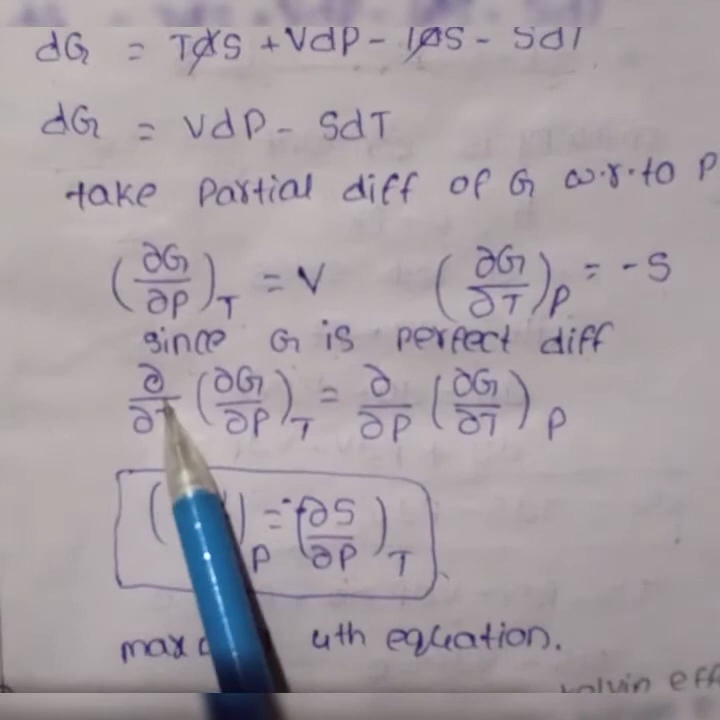 dG = TdS + VdP - TdS - SdT
dG = VdP - SdT
take partial diff of G w.r.to P
(∂G/∂P)_T = V (∂G/∂T)_P = -S
since G is perfect diff
∂/∂T (∂G/∂P)_T = ∂/∂P (∂G/∂T)_P
( )_P = -(∂S/∂P)_T
4th equation.